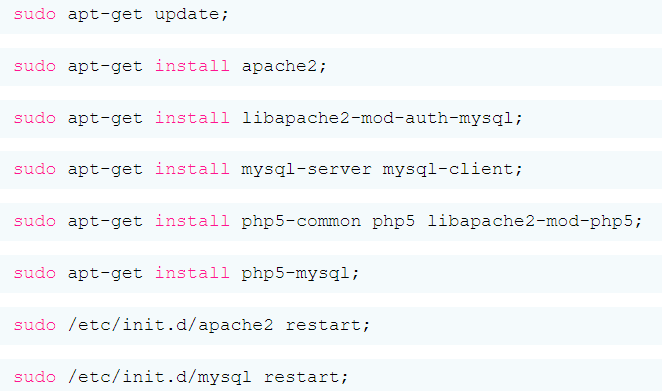 sudo apt-get update;
sudo apt-get install apache2;
sudo apt-get install libapache2-mod-auth-mysql;
sudo apt-get install mysql-server mysql-client;
sudo apt-get install php5-common php5 libapache2-mod-php5;
sudo apt-get install php5-mysql;
sudo /etc/init.d/apache2 restart;
sudo /etc/init.d/mysql restart;